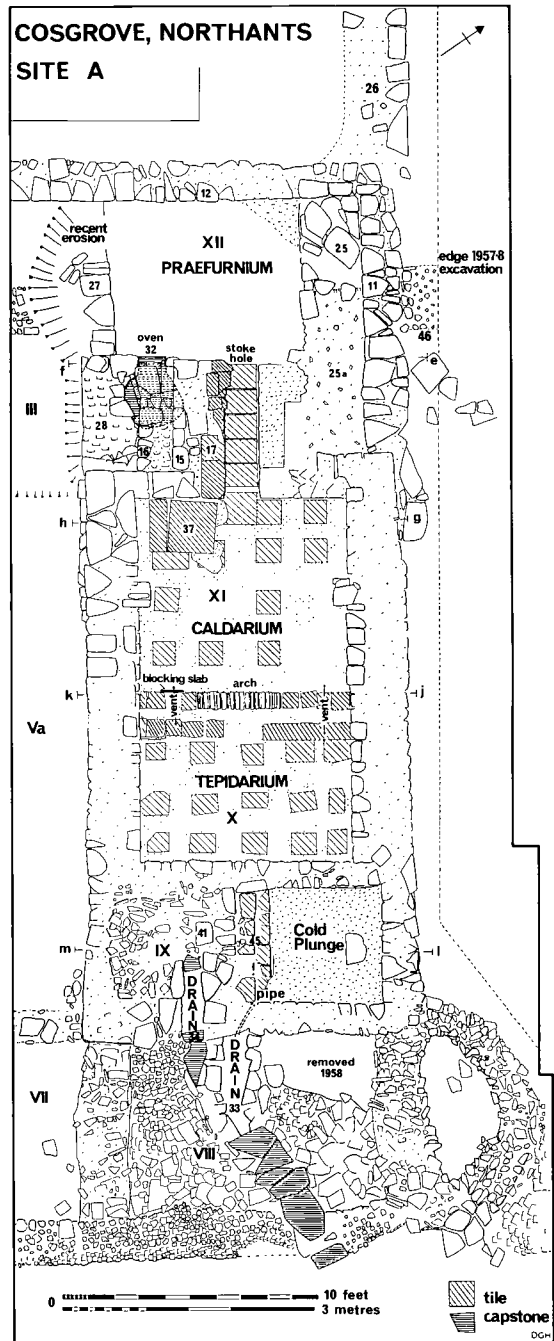 COSGROVE, NORTHANTS
SITE A
26
12
recent
erosion
XII
PRAEFURNIUM
25
27
11
edge 1957-8
excavation
46
oven
32
stoke
hole
e
f
25a
III
28
16
15
17
h
37
g
XI
CALDARIUM
blocking slab
arch
k
vent
vent
j
Va
TEPIDARIUM
X
41
45
Cold
Plunge
m
IX
l
DRAIN
34
pipe
DRAIN
33
removed
1958
VII
VIII
0
10 feet
3 metres
tile
capstone
DGH